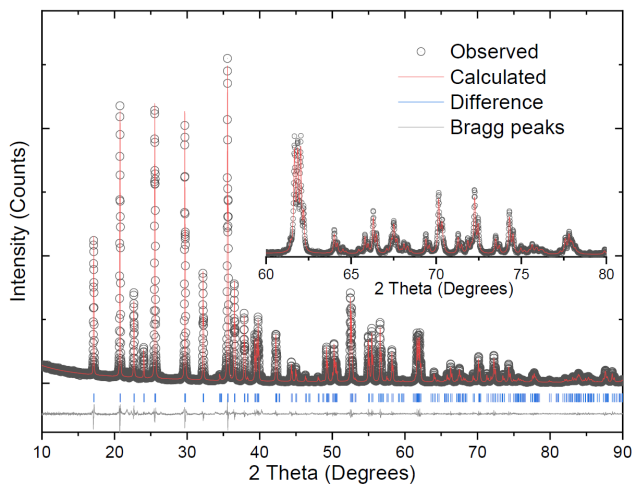 Observed
Calculated
Difference
Bragg peaks
Intensity (Counts)
60 65 70 75 80
2 Theta (Degrees)
10 20 30 40 50 60 70 80 90
2 Theta (Degrees)